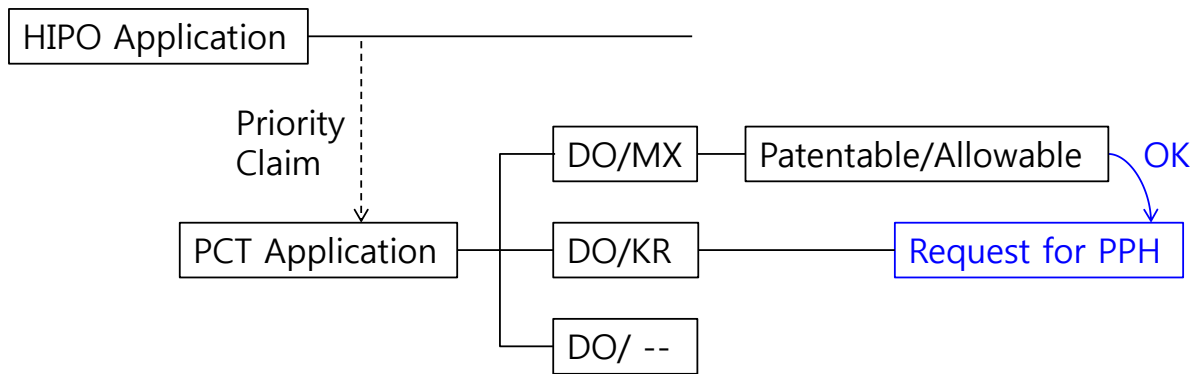 HIPO Application
Priority
Claim
DO/MX
Patentable/Allowable
OK
PCT Application
DO/KR
Request for PPH
DO/ --